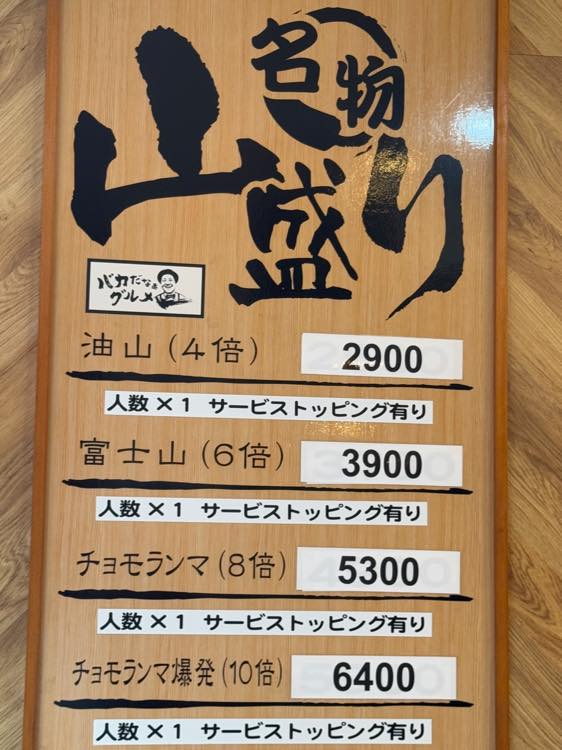 名物
山盛り
バカだなぁ
グルメ
油山(4倍) 2900
人数×1 サービストッピング有り
富士山(6倍) 3900
人数×1 サービストッピング有り
チョモランマ(8倍) 5300
人数×1 サービストッピング有り
チョモランマ爆発(10倍) 6400
人数×1 サービストッピング有り